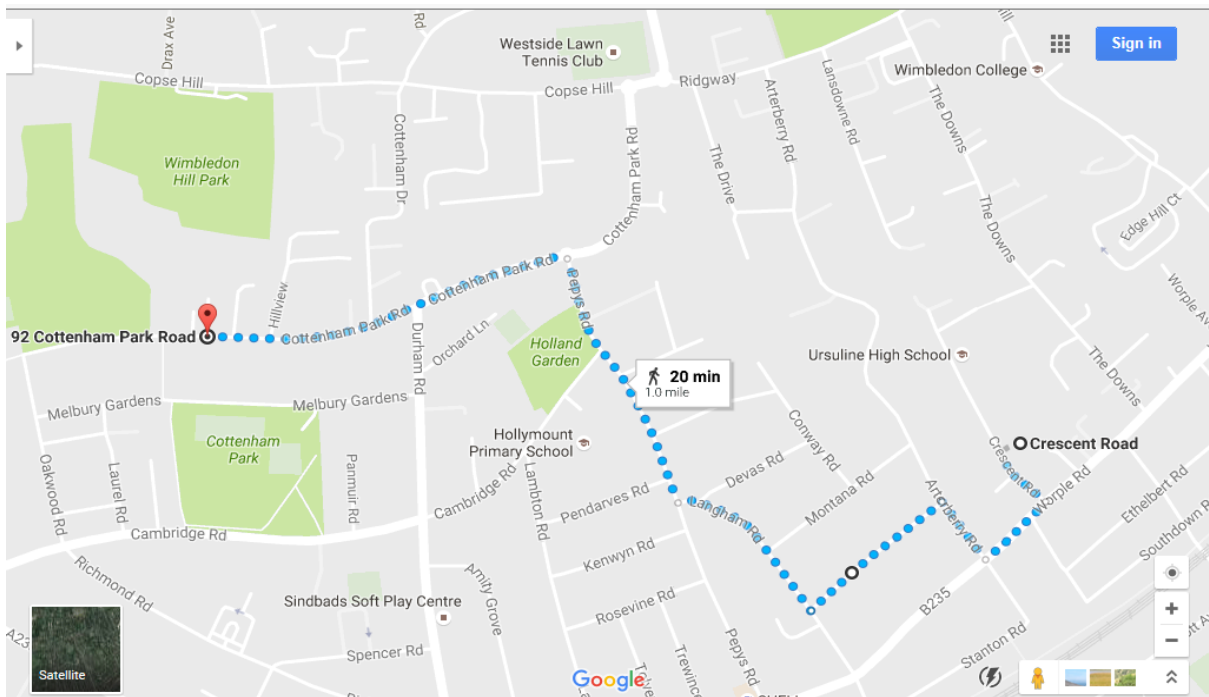 Drax Ave
Rd
Westside Lawn
Tennis Club
Sign in
Wimbledon College
Copse Hill
Copse Hill
Ridgway
Arterberry Rd
Lansdowne Rd
The Downs
Wimbledon
Hill Park
Cottenham Dr
Cottenham Park Rd
The Drive
The Downs
Edge Hill Ct
Worple Ave
Cottenham Park Rd
Pepys Rd
Hillview
Cottenham Park Rd
92 Cottenham Park Road
Orchard Ln
Durham Rd
Holland
Garden
Ursuline High School
The Downs
20 min
1.0 mile
Melbury Gardens
Melbury Gardens
Cottenham
Park
Hollymount
Primary School
Conway Rd
Crescent Road
Crescent Rd
Oakwood Rd
Laurel Rd
Panmuir Rd
Cambridge Rd
Lambton Rd
Devas Rd
Pendarves Rd
Langham Rd
Montana Rd
Arterberry Rd
Worple Rd
Ethelbert Rd
Southdown R
Cambridge Rd
Kenwyn Rd
Richmond Rd
Amity Grove
Sindbads Soft Play Centre
Rosevine Rd
B235
Stanton Rd
A23
Spencer Rd
Pepys Rd
Trewince
Satellite
Google